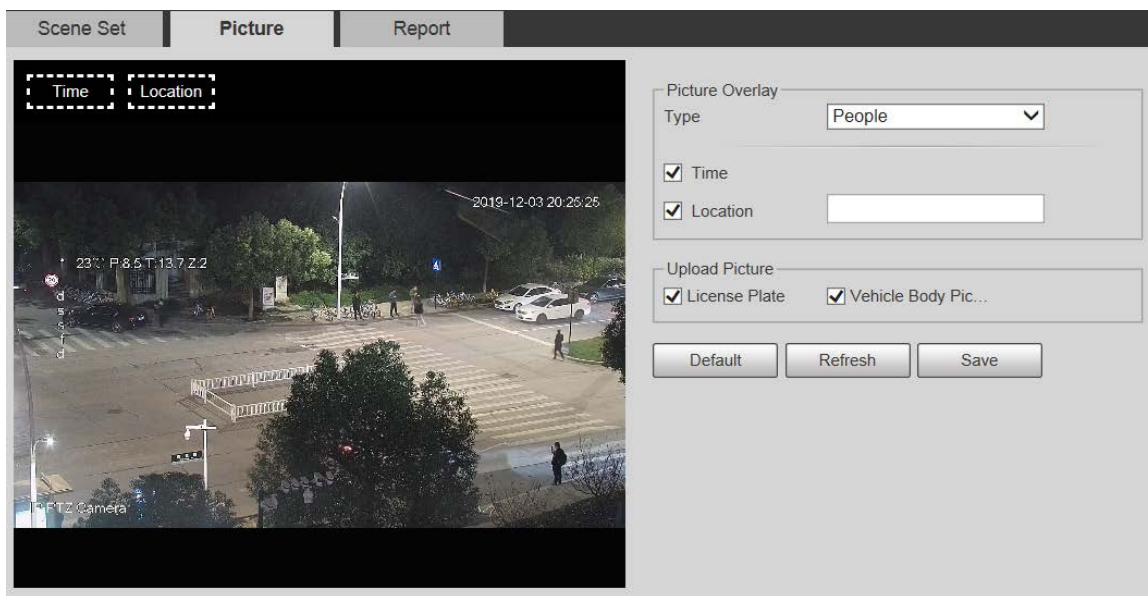 Scene Set Picture Report
Time Location
2019-12-03 20:25:25
P:8.5 T:13.7 Z:2
PTZ Camera
Picture Overlay
Type People
Time
Location
Upload Picture
License Plate Vehicle Body Pic...
Default Refresh Save